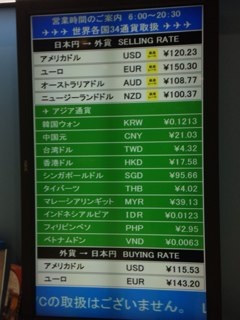 営業時間のご案内 6:00～20:30
✈✈✈ 世界各国34通貨取扱 ✈✈✈
日本円→外貨 SELLING RATE
アメリカドル USD ¥120.23
ユーロ EUR ¥150.30
オーストラリアドル AUD ¥108.77
ニュージーランドドル NZD ¥100.37
✈ アジア通貨
韓国ウォン KRW ¥0.1213
中国元 CNY ¥21.03
台湾ドル TWD ¥4.32
香港ドル HKD ¥17.58
シンガポールドル SGD ¥95.66
タイバーツ THB ¥4.02
マレーシアリンギット MYR ¥39.13
インドネシアルピア IDR ¥0.0123
フィリピンペソ PHP ¥2.95
ベトナムドン VND ¥0.0063
外貨→日本円 BUYING RATE
アメリカドル USD ¥115.53
ユーロ EUR ¥143.20
Cの取扱はございません。